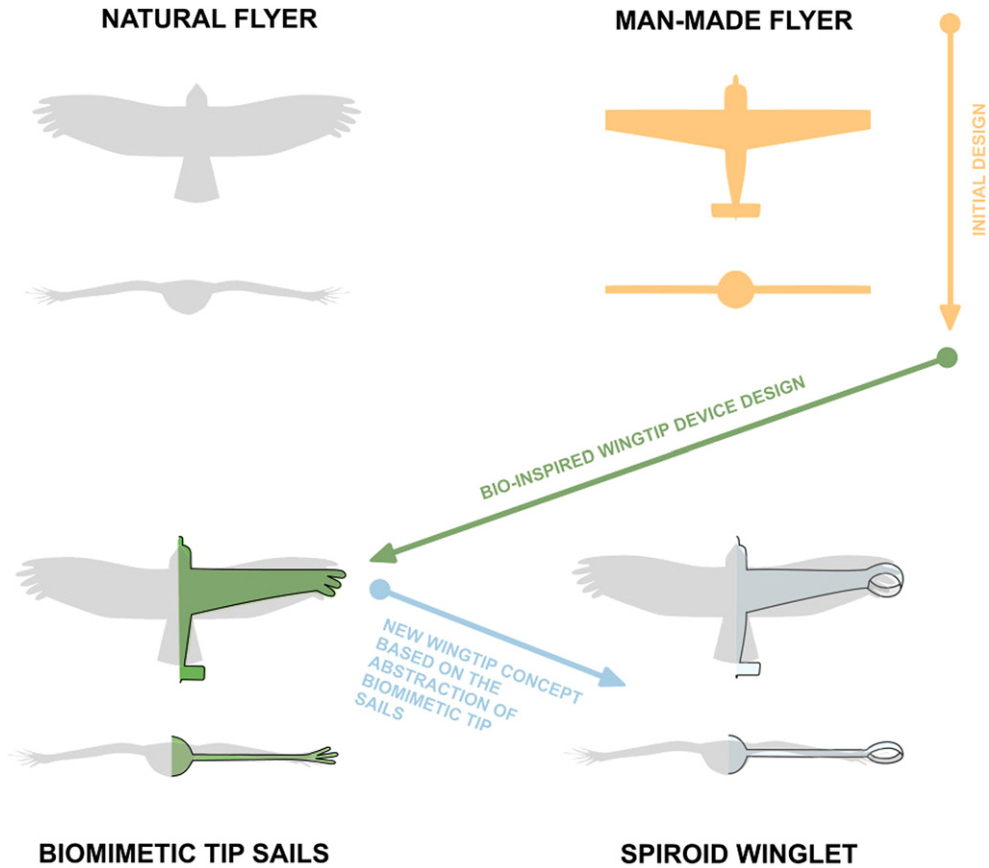 NATURAL FLYER
MAN-MADE FLYER
INITIAL DESIGN
BIO-INSPIRED WINGTIP DEVICE DESIGN
NEW WINGTIP CONCEPT
BASED ON THE
ABSTRACTION OF
BIOMIMETIC TIP
SAILS
BIOMIMETIC TIP SAILS
SPIROID WINGLET